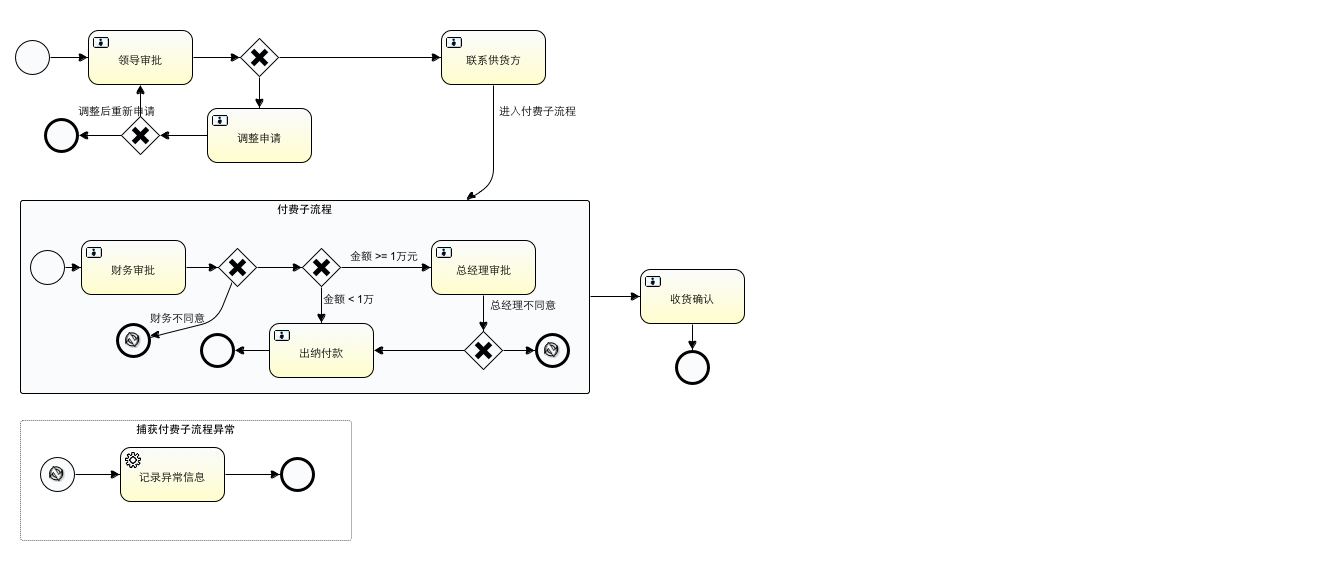 领导审批
联系供货方
调整后重新申请
进入付费子流程
调整申请
付费子流程
财务审批
金额 >= 1万元
总经理审批
金额 < 1万
总经理不同意
财务不同意
出纳付款
收货确认
捕获付费子流程异常
记录异常信息